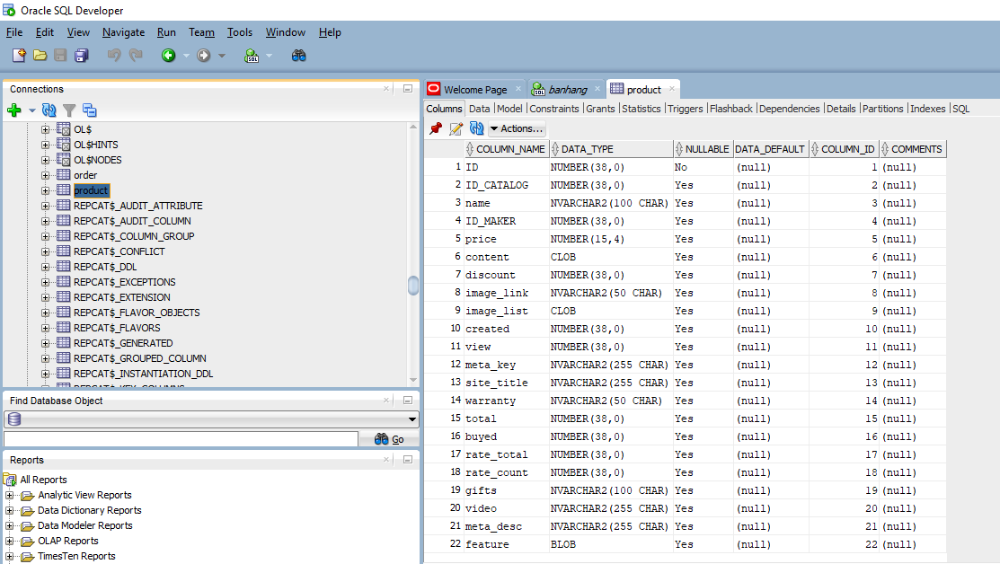 Oracle SQL Developer
File Edit View Navigate Run Team Tools Window Help
Connections
OL$
OL$HINTS
OL$NODES
order
product
REPCAT$_AUDIT_ATTRIBUTE
REPCAT$_AUDIT_COLUMN
REPCAT$_COLUMN_GROUP
REPCAT$_CONFLICT
REPCAT$_DDL
REPCAT$_EXCEPTIONS
REPCAT$_EXTENSION
REPCAT$_FLAVOR_OBJECTS
REPCAT$_FLAVORS
REPCAT$_GENERATED
REPCAT$_GROUPED_COLUMN
REPCAT$_INSTANTIATION_DDL
Find Database Object
Go
Reports
All Reports
Analytic View Reports
Data Dictionary Reports
Data Modeler Reports
OLAP Reports
TimesTen Reports
Welcome Page banhang product
Columns Data Model Constraints Grants Statistics Triggers Flashback Dependencies Details Partitions Indexes SQL
Actions...
COLUMN_NAME DATA_TYPE NULLABLE DATA_DEFAULT COLUMN_ID COMMENTS
1 ID NUMBER(38,0) No (null) 1 (null)
2 ID_CATALOG NUMBER(38,0) Yes (null) 2 (null)
3 name NVARCHAR2(100 CHAR) Yes (null) 3 (null)
4 ID_MAKER NUMBER(38,0) Yes (null) 4 (null)
5 price NUMBER(15,4) Yes (null) 5 (null)
6 content CLOB Yes (null) 6 (null)
7 discount NUMBER(38,0) Yes (null) 7 (null)
8 image_link NVARCHAR2(50 CHAR) Yes (null) 8 (null)
9 image_list CLOB Yes (null) 9 (null)
10 created NUMBER(38,0) Yes (null) 10 (null)
11 view NUMBER(38,0) Yes (null) 11 (null)
12 meta_key NVARCHAR2(255 CHAR) Yes (null) 12 (null)
13 site_title NVARCHAR2(255 CHAR) Yes (null) 13 (null)
14 warranty NVARCHAR2(50 CHAR) Yes (null) 14 (null)
15 total NUMBER(38,0) Yes (null) 15 (null)
16 buyed NUMBER(38,0) Yes (null) 16 (null)
17 rate_total NUMBER(38,0) Yes (null) 17 (null)
18 rate_count NUMBER(38,0) Yes (null) 18 (null)
19 gifts NVARCHAR2(100 CHAR) Yes (null) 19 (null)
20 video NVARCHAR2(255 CHAR) Yes (null) 20 (null)
21 meta_desc NVARCHAR2(255 CHAR) Yes (null) 21 (null)
22 feature BLOB Yes (null) 22 (null)